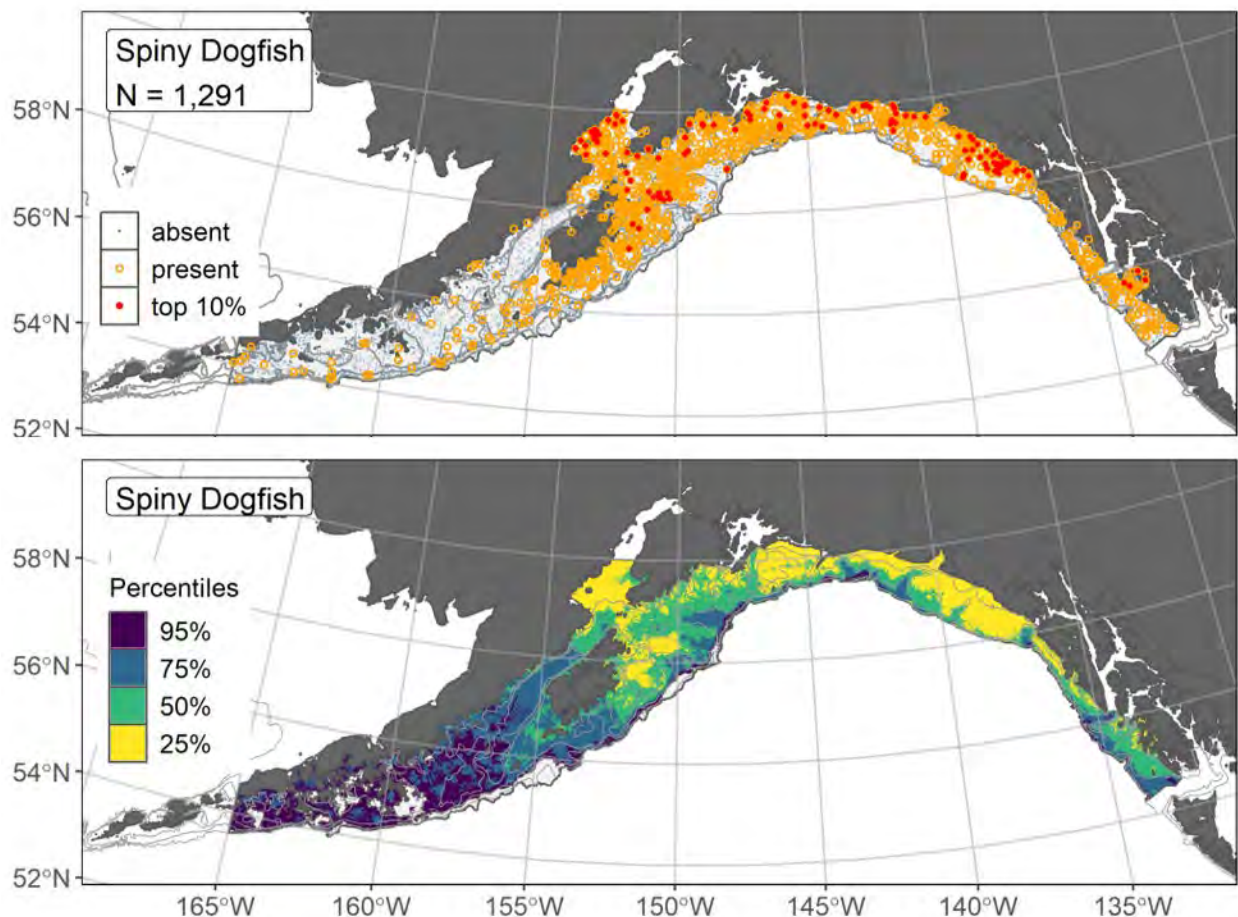 Spiny Dogfish
N = 1,291
58°N
56°N
54°N
52°N
absent
present
top 10%
Spiny Dogfish
58°N
56°N
54°N
52°N
Percentiles
95%
75%
50%
25%
165°W 160°W 155°W 150°W 145°W 140°W 135°W